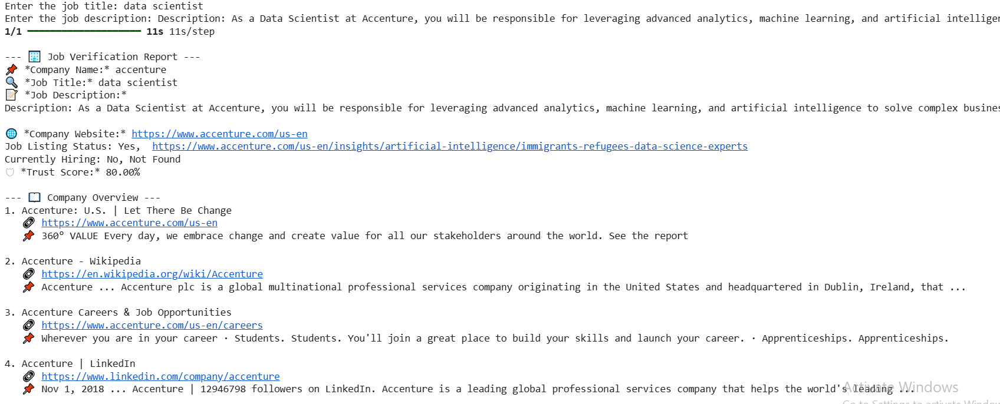 Enter the job title: data scientist
Enter the job description: Description: As a Data Scientist at Accenture, you will be responsible for leveraging advanced analytics, machine learning, and artificial
1/1 ━━━━━━━━━━━━━━━━━━━━ 11s 11s/step
--- 🏢 Job Verification Report ---
📌 *Company Name:* accenture
🔍 *Job Title:* data scientist
📝 *Job Description:*
Description: As a Data Scientist at Accenture, you will be responsible for leveraging advanced analytics, machine learning, and artificial intelligence to solve complex
🌐 *Company Website:* https://www.accenture.com/us-en
Job Listing Status: Yes,  https://www.accenture.com/us-en/insights/artificial-intelligence/immigrants-refugees-data-science-experts
Currently Hiring: No, Not Found
🛡 *Trust Score:* 80.00%
--- 📖 Company Overview ---
1. Accenture: U.S. | Let There Be Change
🔗 https://www.accenture.com/us-en
📌 360° VALUE Every day, we embrace change and create value for all our stakeholders around the world. See the report
2. Accenture - Wikipedia
🔗 https://en.wikipedia.org/wiki/Accenture
📌 Accenture ... Accenture plc is a global multinational professional services company originating in the United States and headquartered in Dublin, Ireland, that ...
3. Accenture Careers & Job Opportunities
🔗 https://www.accenture.com/us-en/careers
📌 Wherever you are in your career · Students. Students. You'll join a great place to build your skills and launch your career. · Apprenticeships. Apprenticeships.
4. Accenture | LinkedIn
🔗 https://www.linkedin.com/company/accenture
📌 Nov 1, 2018 ... Accenture | 12946798 followers on LinkedIn. Accenture is a leading global professional services company that helps the world's leading ...
Activate Windows
Go to Settings to activate